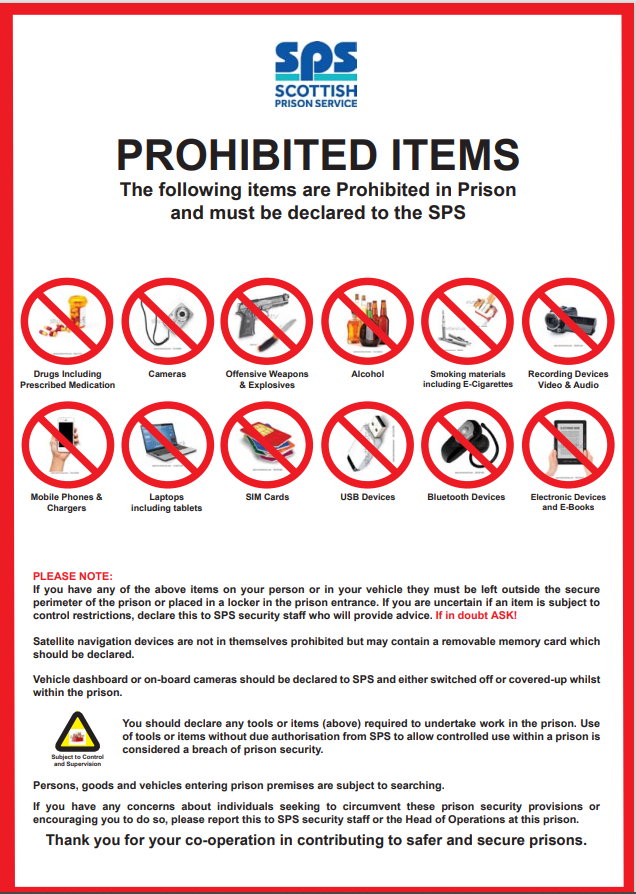 sps
SCOTTISH
PRISON SERVICE
PROHIBITED ITEMS
The following items are Prohibited in Prison
and must be declared to the SPS
Drugs Including
Prescribed Medication
Cameras
Offensive Weapons
& Explosives
Alcohol
Smoking materials
including E-Cigarettes
Recording Devices
Video & Audio
Mobile Phones &
Chargers
Laptops
including tablets
SIM Cards
USB Devices
Bluetooth Devices
Electronic Devices
and E-Books
PLEASE NOTE:
If you have any of the above items on your person or in your vehicle they must be left outside the secure
perimeter of the prison or placed in a locker in the prison entrance. If you are uncertain if an item is subject to
control restrictions, declare this to SPS security staff who will provide advice. If in doubt ASK!
Satellite navigation devices are not in themselves prohibited but may contain a removable memory card which
should be declared.
Vehicle dashboard or on-board cameras should be declared to SPS and either switched off or covered-up whilst
within the prison.
Subject to Control
and Supervision
You should declare any tools or items (above) required to undertake work in the prison. Use
of tools or items without due authorisation from SPS to allow controlled use within a prison is
considered a breach of prison security.
Persons, goods and vehicles entering prison premises are subject to searching.
If you have any concerns about individuals seeking to circumvent these prison security provisions or
encouraging you to do so, please report this to SPS security staff or the Head of Operations at this prison.
Thank you for your co-operation in contributing to safer and secure prisons.